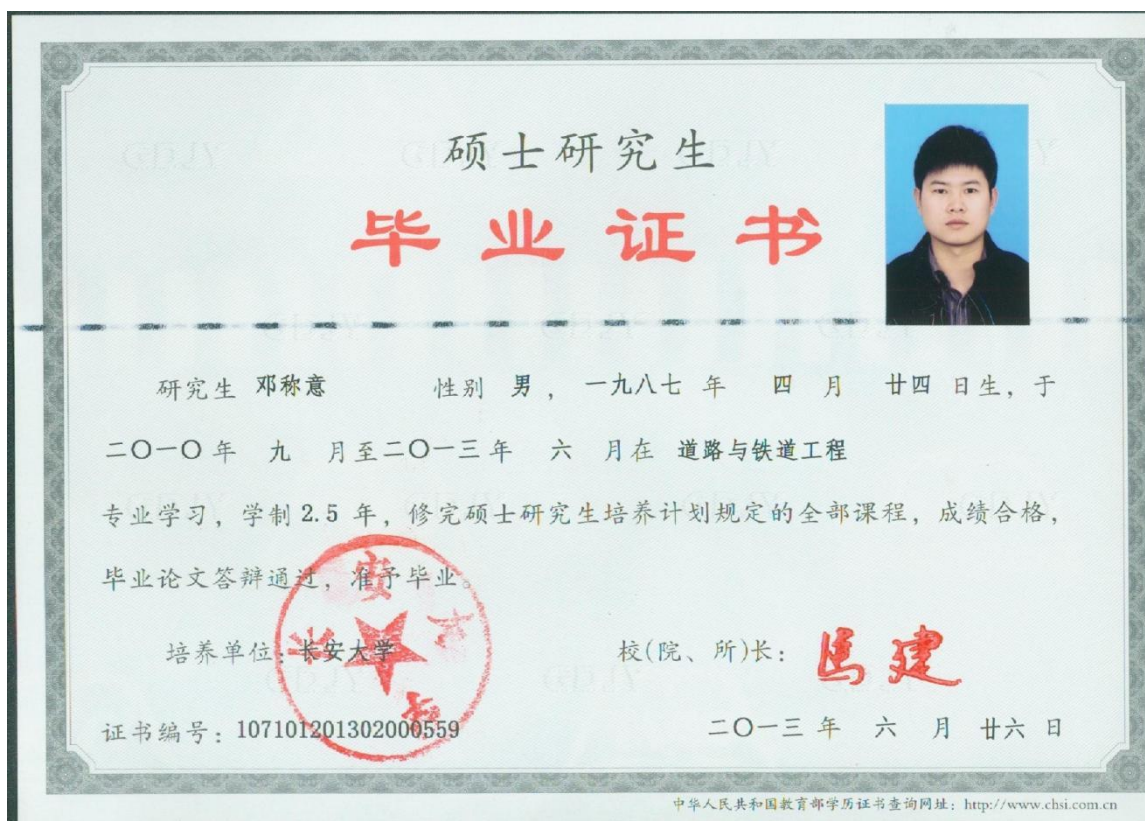 硕士研究生
毕业证书
研究生 邓称意 性别 男， 一九八七 年 四 月 廿四 日生，于
二〇一〇年 九 月至二〇一三年 六 月在 道路与铁道工程
专业学习，学制 2.5 年，修完硕士研究生培养计划规定的全部课程，成绩合格，
毕业论文答辩通过，准予毕业。
培养单位：长安大学
校(院、所)长： 马建
证书编号：107101201302000559
二〇一三 年 六 月 廿六 日
中华人民共和国教育部学历证书查询网址：http://www.chsi.com.cn